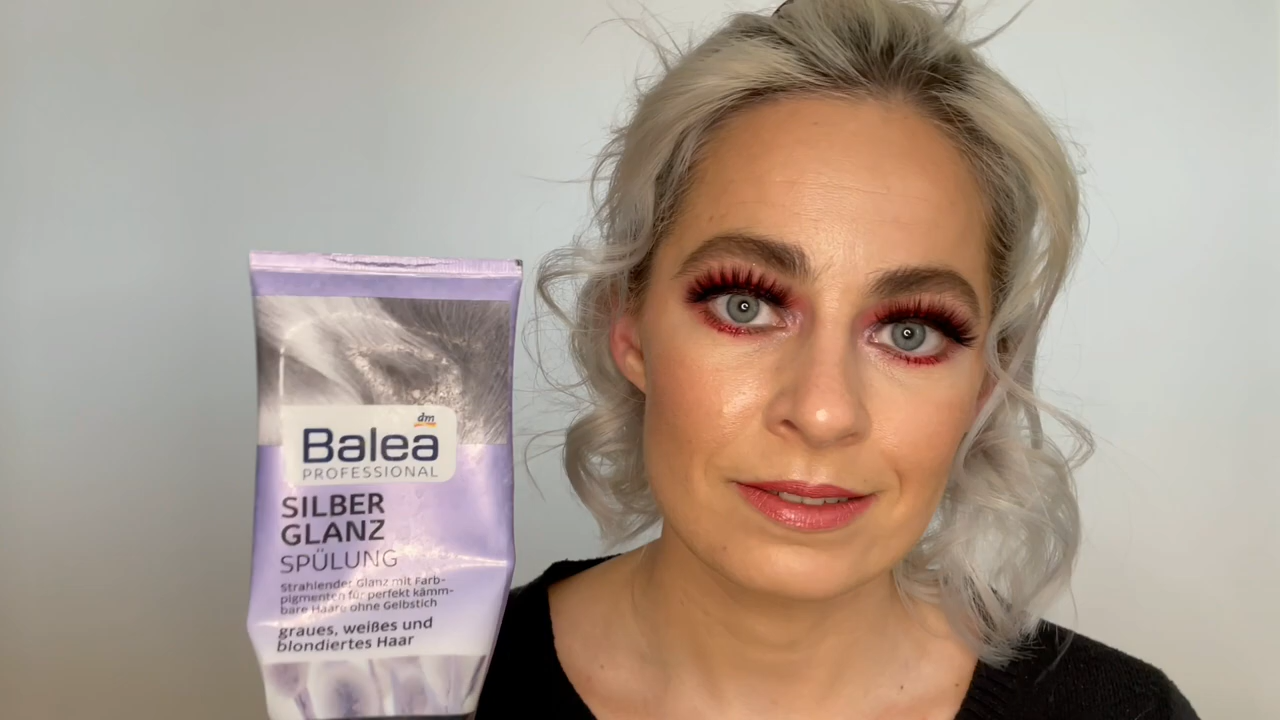 dm
Balea
PROFESSIONAL
SILBER
GLANZ
SPÜLUNG
Strahlender Glanz mit Farb-
pigmenten für perfekt kämm-
bare Haare ohne Gelbstich
graues, weißes und
blondiertes Haar